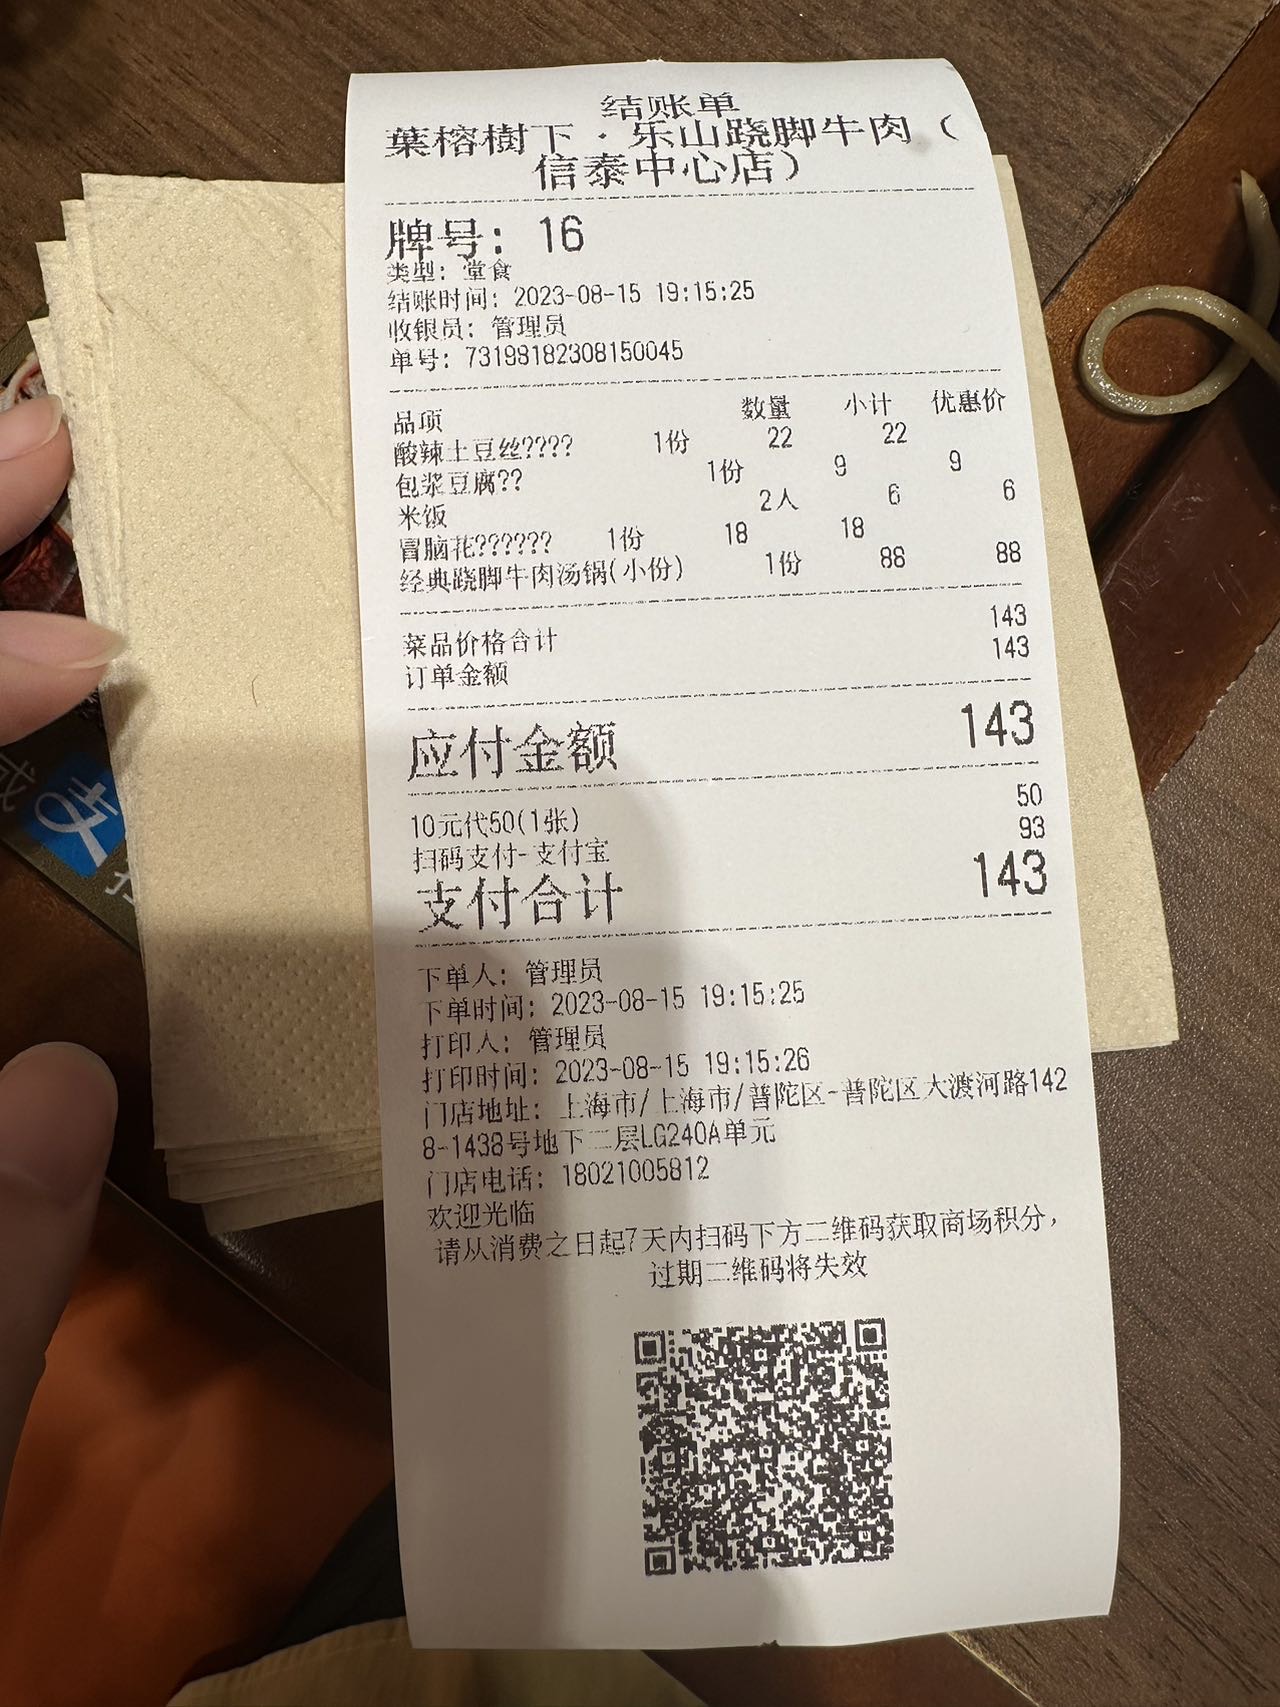 结账单
葉榕樹下·乐山跷脚牛肉（
信泰中心店）
牌号: 16
类型: 堂食
结账时间: 2023-08-15 19:15:25
收银员: 管理员
单号: 73198182308150045
品项 数量 小计 优惠价
酸辣土豆丝???? 1份 22 22
包浆豆腐?? 1份 9 9
米饭 2人 6 6
冒脑花?????? 1份 18 18
经典跷脚牛肉汤锅(小份) 1份 88 88
菜品价格合计 143
订单金额 143
应付金额 143
10元代50(1张) 50
扫码支付-支付宝 93
支付合计 143
下单人: 管理员
下单时间: 2023-08-15 19:15:25
打印人: 管理员
打印时间: 2023-08-15 19:15:26
门店地址: 上海市/上海市/普陀区-普陀区大渡河路142
8-1438号地下二层LG240A单元
门店电话: 18021005812
欢迎光临
请从消费之日起7天内扫码下方二维码获取商场积分，
过期二维码将失效
支